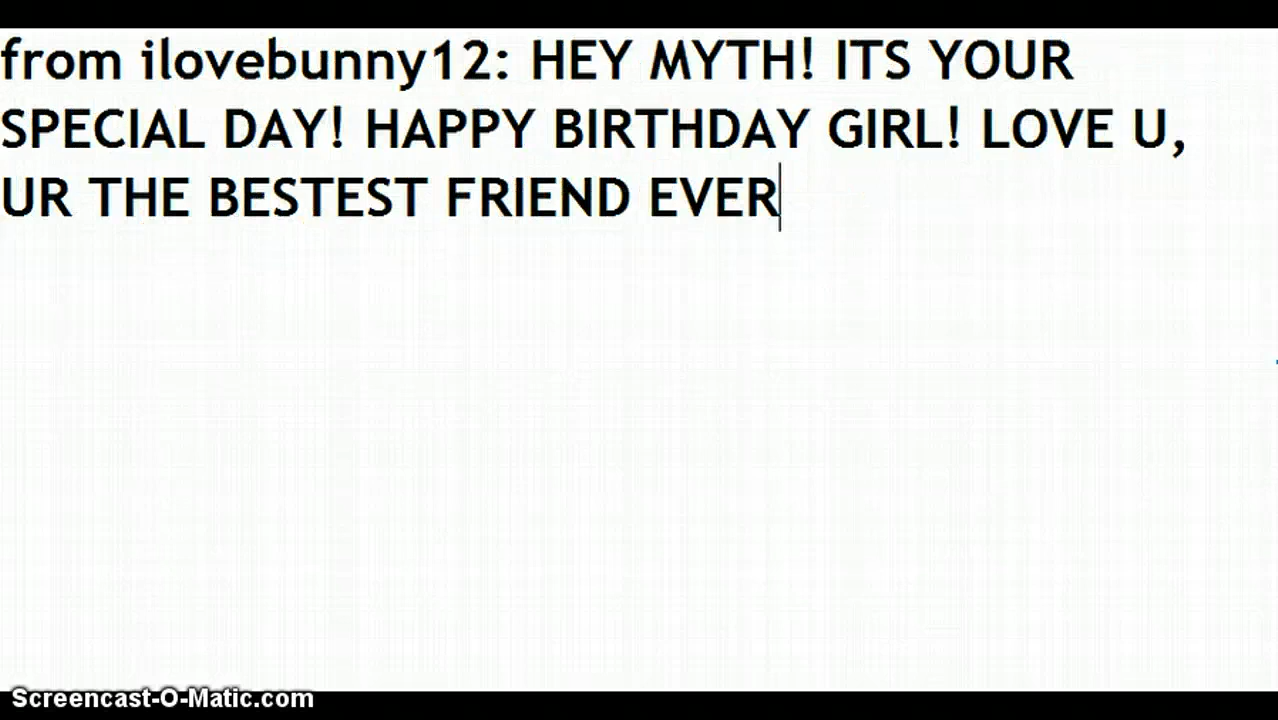 from ilovebunny12: HEY MYTH! ITS YOUR
SPECIAL DAY! HAPPY BIRTHDAY GIRL! LOVE U,
UR THE BESTEST FRIEND EVER
Screencast-O-Matic.com